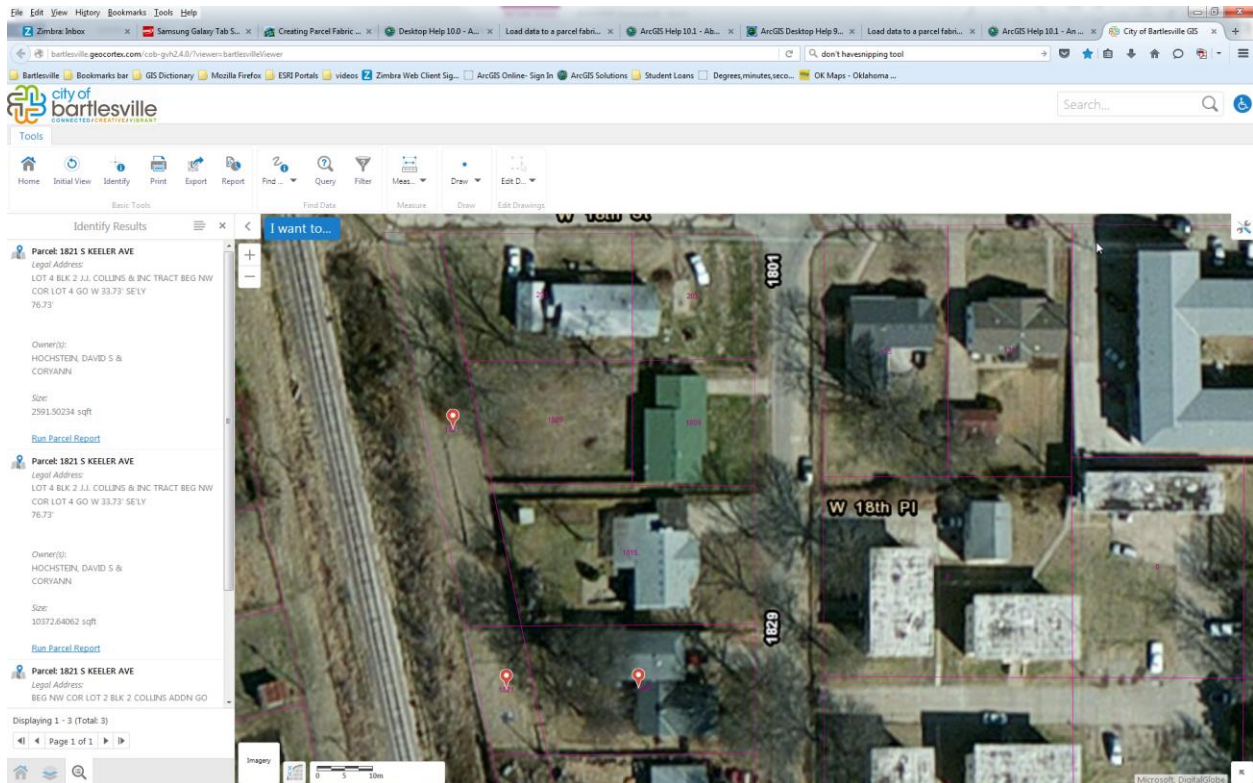 File Edit View History Bookmarks Tools Help
Zimbra: Inbox
Samsung Galaxy Tab S...
Creating Parcel Fabric ...
Desktop Help 10.0 - A...
Load data to a parcel fabri...
ArcGIS Help 10.1 - Ab...
ArcGIS Desktop Help 9...
Load data to a parcel fabri...
ArcGIS Help 10.1 - An ...
City of Bartlesville GIS
bartlesville.geocortex.com/cob-gvh2.4.0/?viewer=bartlesvilleViewer
don't havesnipping tool
Bartlesville Bookmarks bar GIS Dictionary Mozilla Firefox ESRI Portals videos Zimbra Web Client Sig... ArcGIS Online- Sign In ArcGIS Solutions Student Loans Degrees,minutes,seco... OK Maps - Oklahoma ...
city of
bartlesville
CONNECTED/CREATIVE/VIBRANT
Search...
Tools
Home Initial View Identify Print Export Report Find ... Query Filter Meas... Draw Edit D...
Basic Tools Find Data Measure Draw Edit Drawings
Identify Results
I want to...
Parcel: 1821 S KEELER AVE
Legal Address:
LOT 4 BLK 2 J.J. COLLINS & INC TRACT BEG NW
COR LOT 4 GO W 33.73' SE'LY
76.73'
Owner(s):
HOCHSTEIN, DAVID S &
CORYANN
Size:
2591.50234 sqft
Run Parcel Report
Parcel: 1821 S KEELER AVE
Legal Address:
LOT 4 BLK 2 J.J. COLLINS & INC TRACT BEG NW
COR LOT 4 GO W 33.73' SE'LY
76.73'
Owner(s):
HOCHSTEIN, DAVID S &
CORYANN
Size:
10372.64062 sqft
Run Parcel Report
Parcel: 1821 S KEELER AVE
Legal Address:
BEG NW COR LOT 2 BLK 2 COLLINS ADDN GO
Displaying 1 - 3 (Total: 3)
Page 1 of 1
W 18th St
1801
1809
1809
W 18th Pl
1815
1829
0
Imagery
0 5 10m
Microsoft, DigitalGlobe